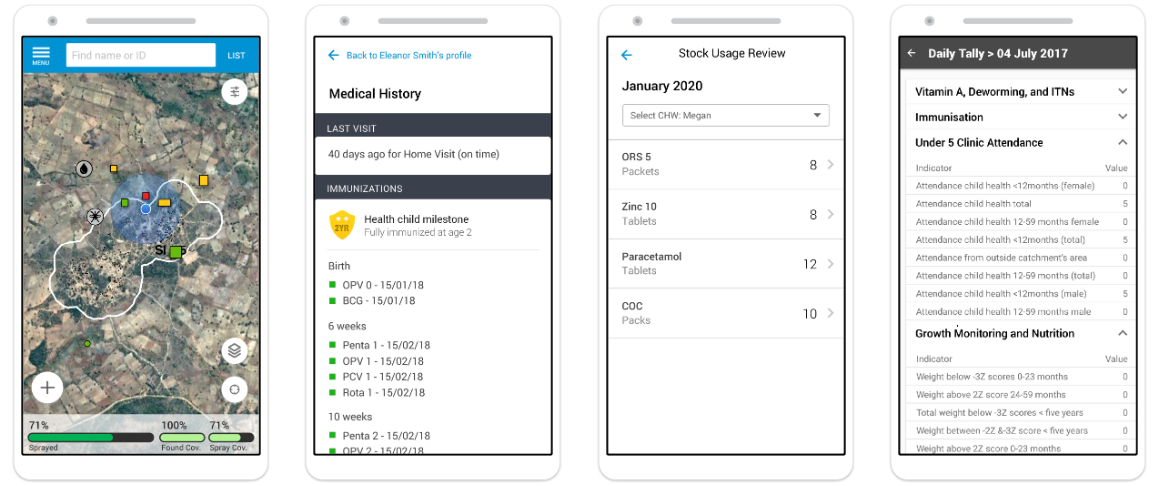 MENU
Find name or ID
LIST
71%
100%
71%
Sprayed
Found Cov.
Spray Cov.
Back to Eleanor Smith's profile
Medical History
LAST VISIT
40 days ago for Home Visit (on time)
IMMUNIZATIONS
2YR
Health child milestone
Fully immunized at age 2
Birth
OPV 0 - 15/01/18
BCG - 15/01/18
6 weeks
Penta 1 - 15/02/18
OPV 1 - 15/02/18
PCV 1 - 15/02/18
Rota 1 - 15/02/18
10 weeks
Penta 2 - 15/02/18
OPV 2 - 15/02/18
Stock Usage Review
January 2020
Select CHW: Megan
ORS 5
Packets
8
Zinc 10
Tablets
8
Paracetamol
Tablets
12
COC
Packs
10
Daily Tally > 04 July 2017
Vitamin A, Deworming, and ITNs
Immunisation
Under 5 Clinic Attendance
Indicator Value
Attendance child health <12months (female) 0
Attendance child health total 5
Attendance child health 12-59 months female 0
Attendance child health <12months (total) 5
Attendance from outside catchment's area 0
Attendance child health 12-59 months (total) 0
Attendance child health <12months (male) 5
Attendance child health 12-59 months male 0
Growth Monitoring and Nutrition
Indicator Value
Weight below -3Z scores 0-23 months 0
Weight above 2Z score 24-59 months 0
Total weight below -3Z scores < five years 0
Weight between -2Z &-3Z score < five years 0
Weight above 2Z score 0-23 months 0